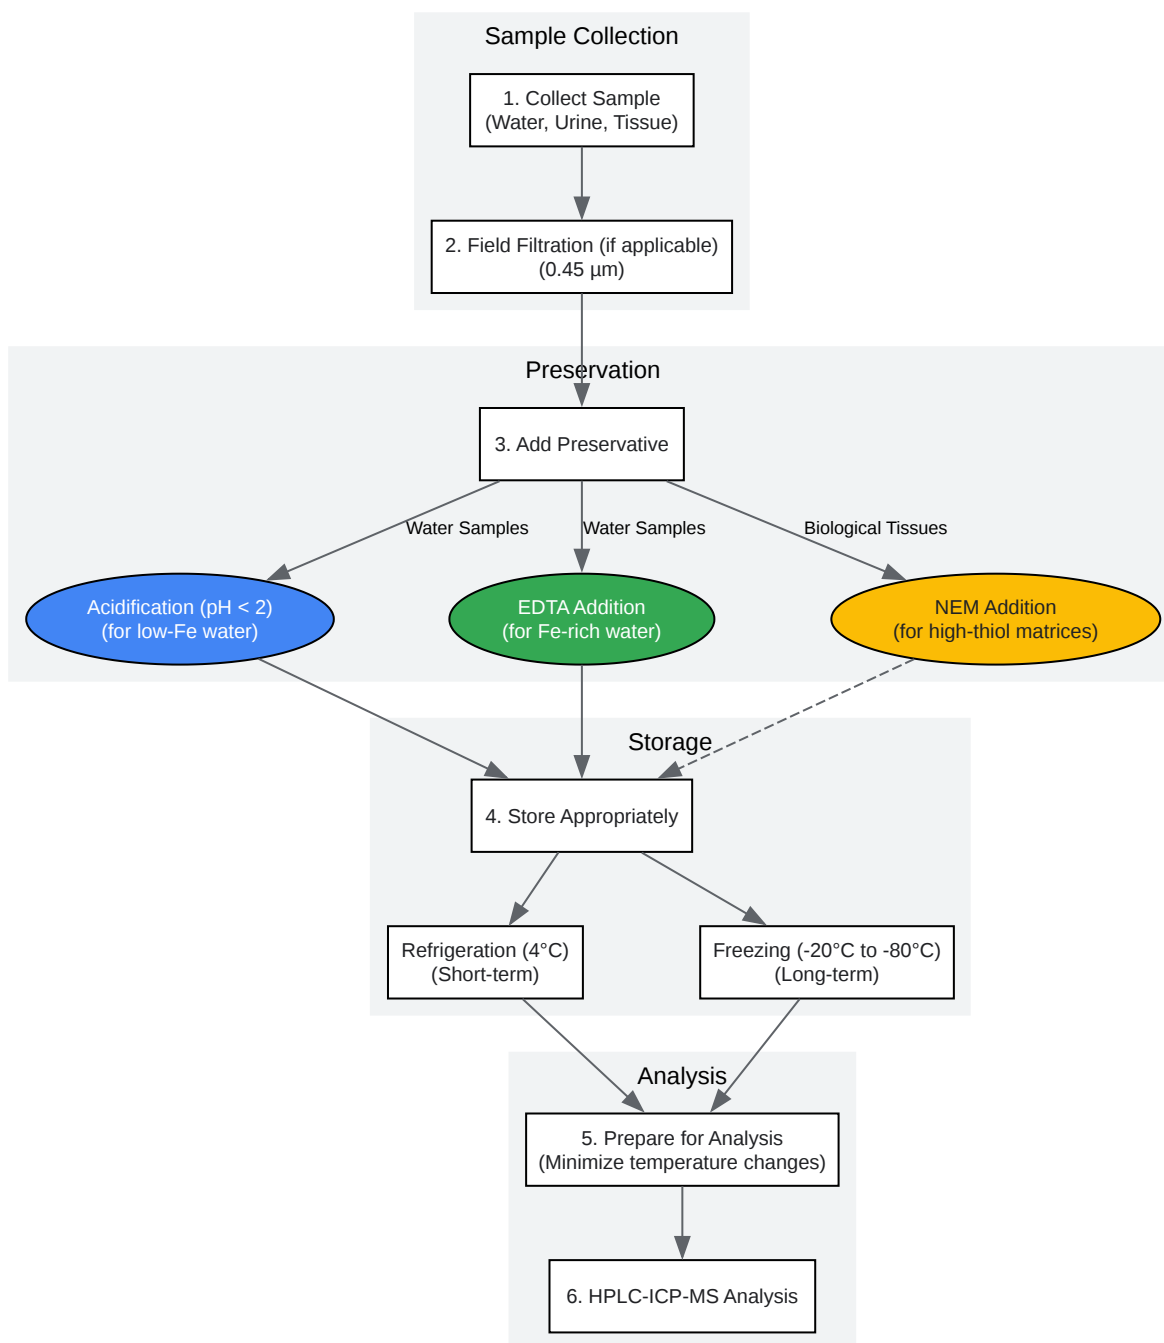 Sample Collection
1. Collect Sample
(Water, Urine, Tissue)
2. Field Filtration (if applicable)
(0.45 µm)
Preservation
3. Add Preservative
Water Samples
Water Samples
Biological Tissues
Acidification (pH < 2)
(for low-Fe water)
EDTA Addition
(for Fe-rich water)
NEM Addition
(for high-thiol matrices)
Storage
4. Store Appropriately
Refrigeration (4°C)
(Short-term)
Freezing (-20°C to -80°C)
(Long-term)
Analysis
5. Prepare for Analysis
(Minimize temperature changes)
6. HPLC-ICP-MS Analysis